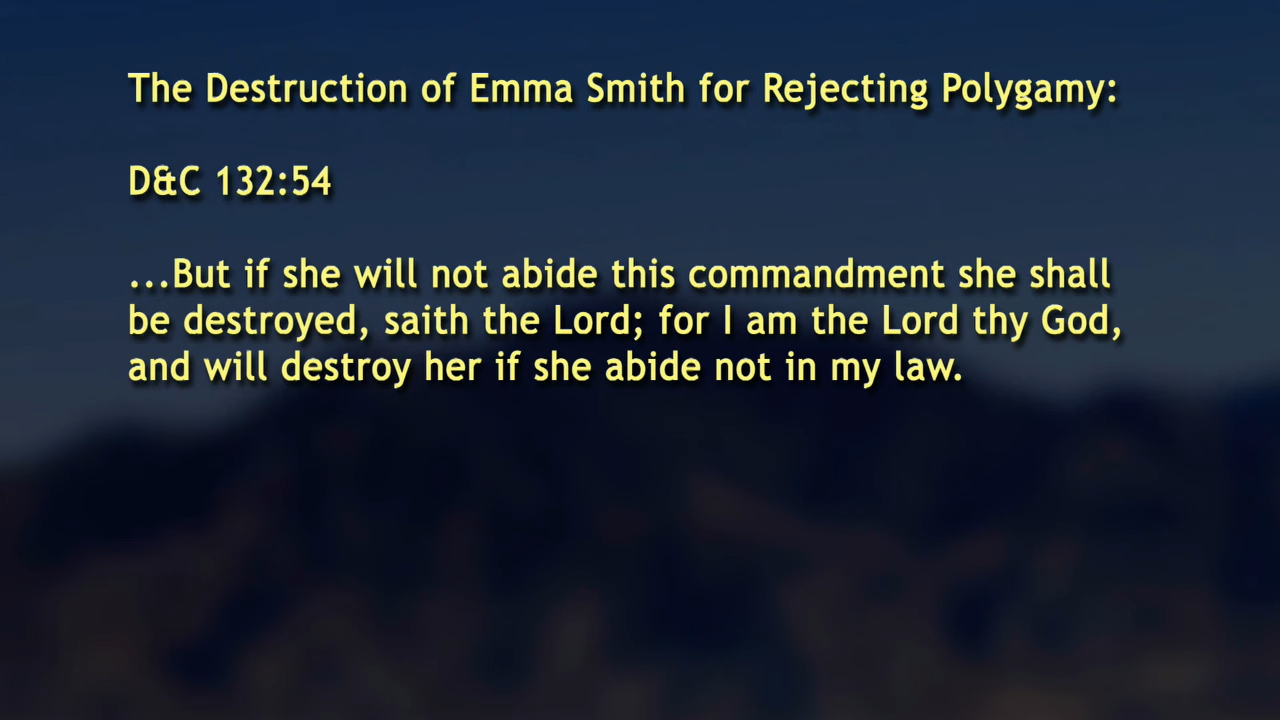 The Destruction of Emma Smith for Rejecting Polygamy:
D&C 132:54
...But if she will not abide this commandment she shall
be destroyed, saith the Lord; for I am the Lord thy God,
and will destroy her if she abide not in my law.